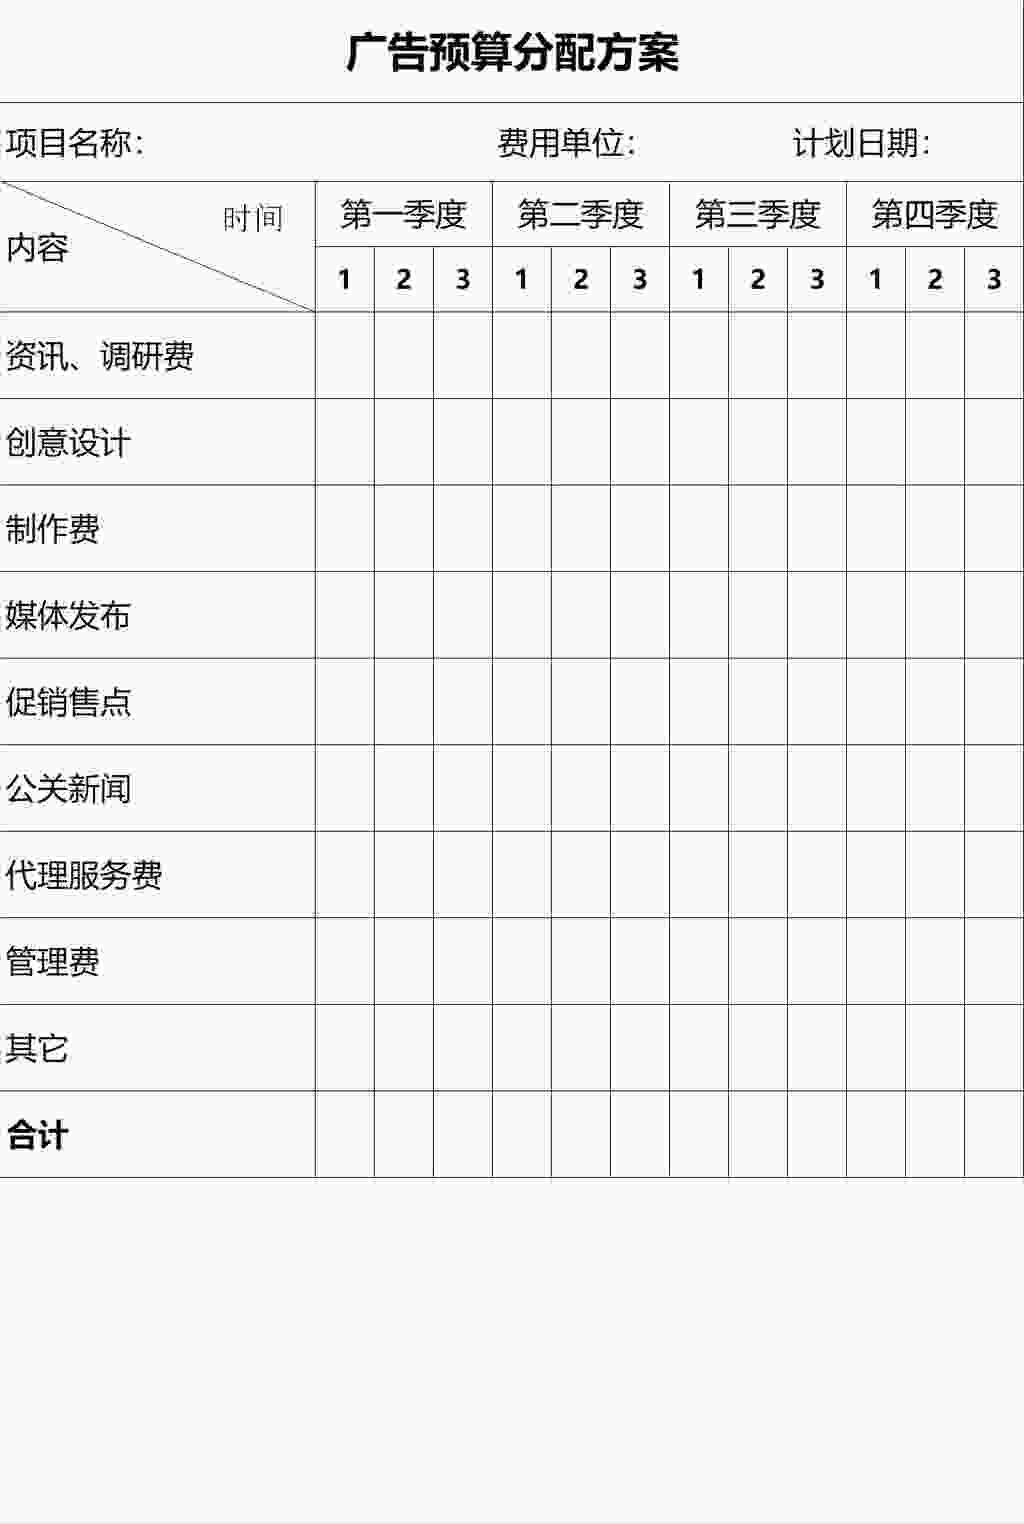 广告预算分配方案
项目名称： 费用单位： 计划日期：
时间 第一季度 第二季度 第三季度 第四季度
内容
1 2 3 1 2 3 1 2 3 1 2 3
资讯、调研费
创意设计
制作费
媒体发布
促销售点
公关新闻
代理服务费
管理费
其它
合计